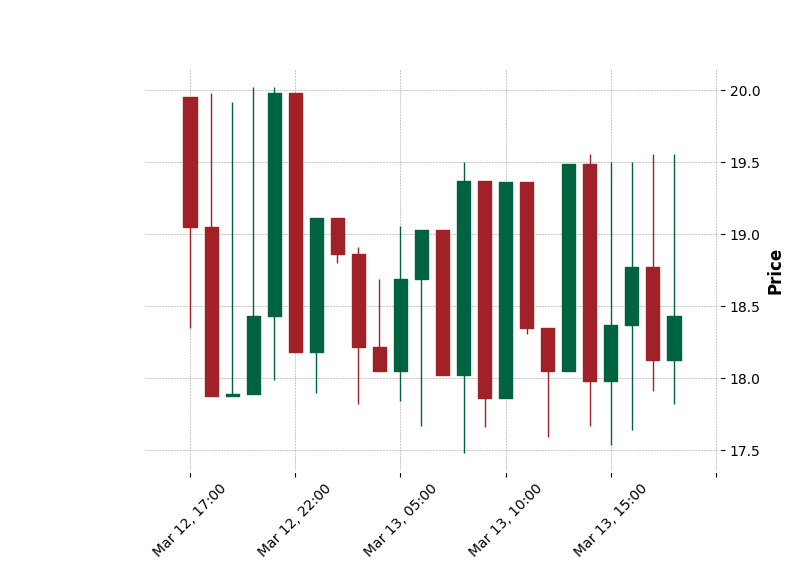 20.0
19.5
19.0
18.5
18.0
17.5
Price
Mar 12, 17:00
Mar 12, 22:00
Mar 13, 05:00
Mar 13, 10:00
Mar 13, 15:00